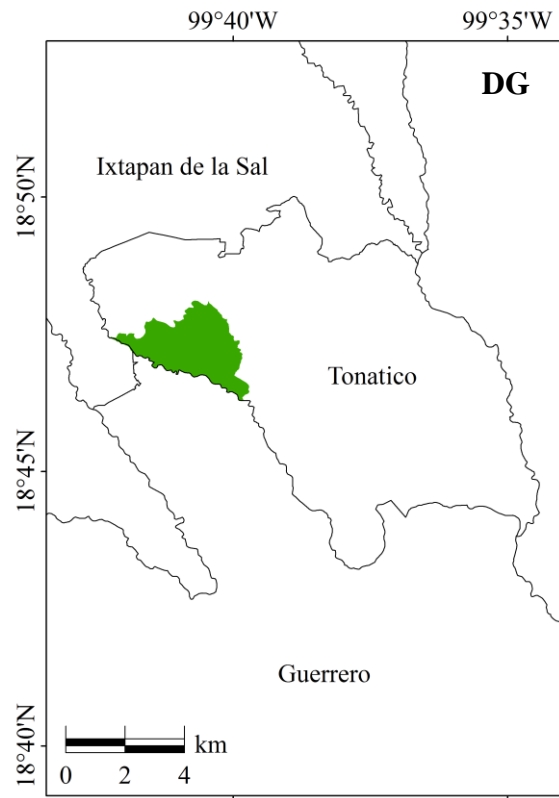 99°40'W 99°35'W
DG
Ixtapan de la Sal
18°50'N
Tonatico
18°45'N
Guerrero
18°40'N
km
0 2 4